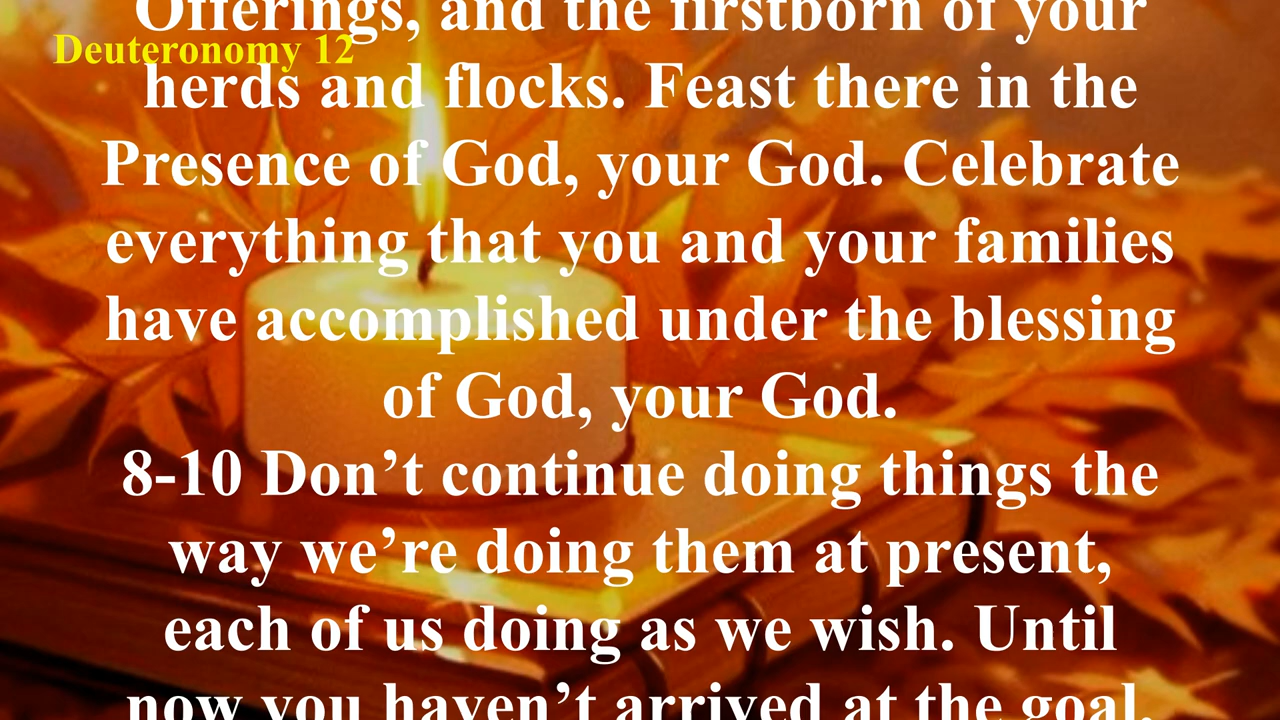 Offerings, and the firstborn of your
Deuteronomy 12
herds and flocks. Feast there in the
Presence of God, your God. Celebrate
everything that you and your families
have accomplished under the blessing
of God, your God.
8-10 Don’t continue doing things the
way we’re doing them at present,
each of us doing as we wish. Until
now you haven’t arrived at the goal,